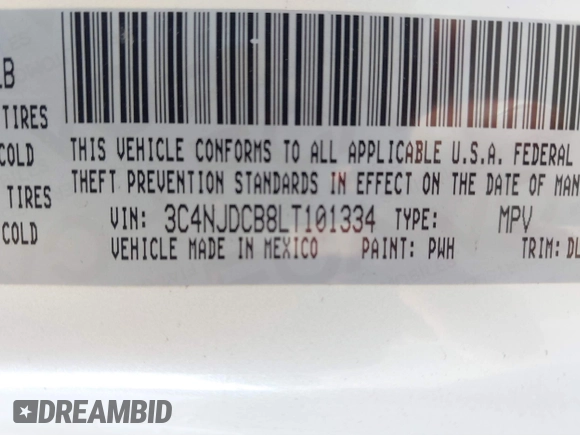 LB
TIRES
COLD
TIRES
COLD
THIS VEHICLE CONFORMS TO ALL APPLICABLE U.S.A. FEDERAL
THEFT PREVENTION STANDARDS IN EFFECT ON THE DATE OF MAN
VIN: 3C4NJDCB8LT101334 TYPE: MPV
VEHICLE MADE IN MEXICO PAINT: PWH TRIM: DL
DREAMBID